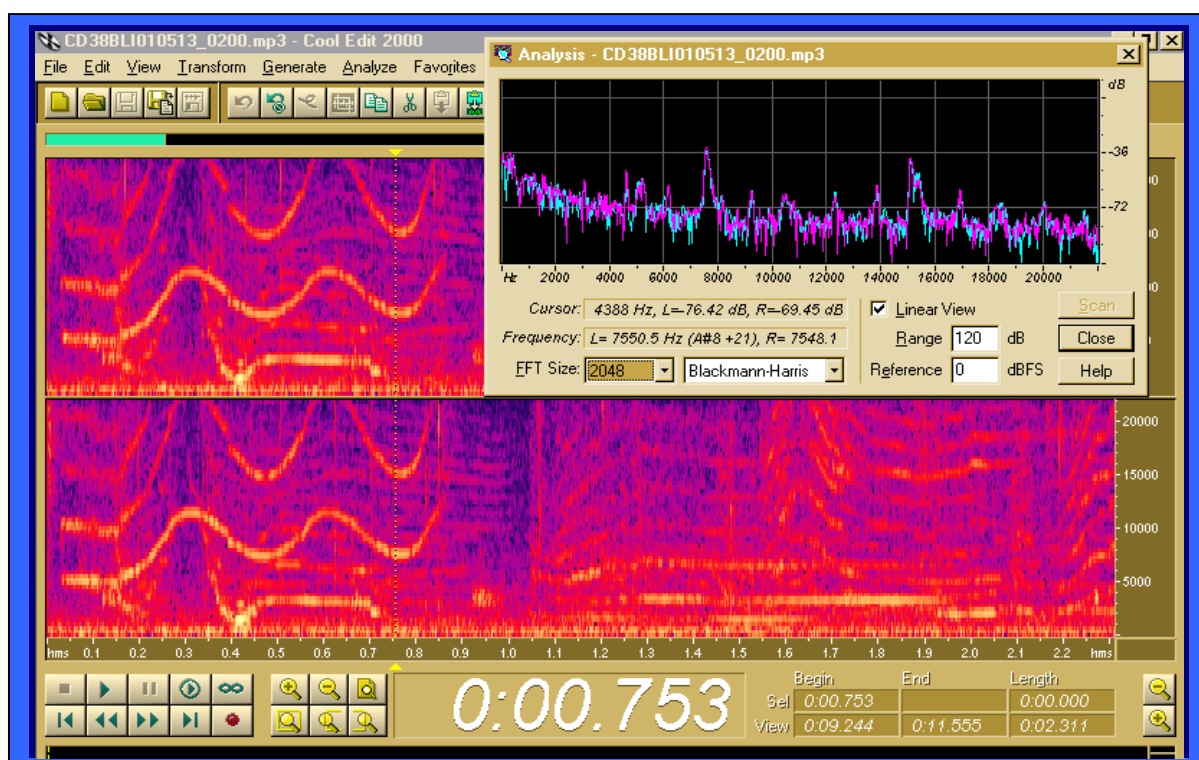 CD38BLI010513_0200.mp3 - Cool Edit 2000
File Edit View Transform Generate Analyze Favorites
Analysis - CD38BLI010513_0200.mp3
dB
-36
-72
Hz 2000 4000 6000 8000 10000 12000 14000 16000 18000 20000
Cursor: 4388 Hz, L=-76.42 dB, R=-69.45 dB
Linear View
Scan
Frequency: L= 7550.5 Hz (A#8 +21), R= 7548.1
Range 120 dB
Close
FFT Size: 2048 Blackmann-Harris
Reference 0 dBFS
Help
20000
15000
10000
5000
hms 0.1 0.2 0.3 0.4 0.5 0.6 0.7 0.8 0.9 1.0 1.1 1.2 1.3 1.4 1.5 1.6 1.7 1.8 1.9 2.0 2.1 2.2 hms
0:00.753
Begin End Length
Sel 0:00.753 0:00.000
View 0:09.244 0:11.555 0:02.311